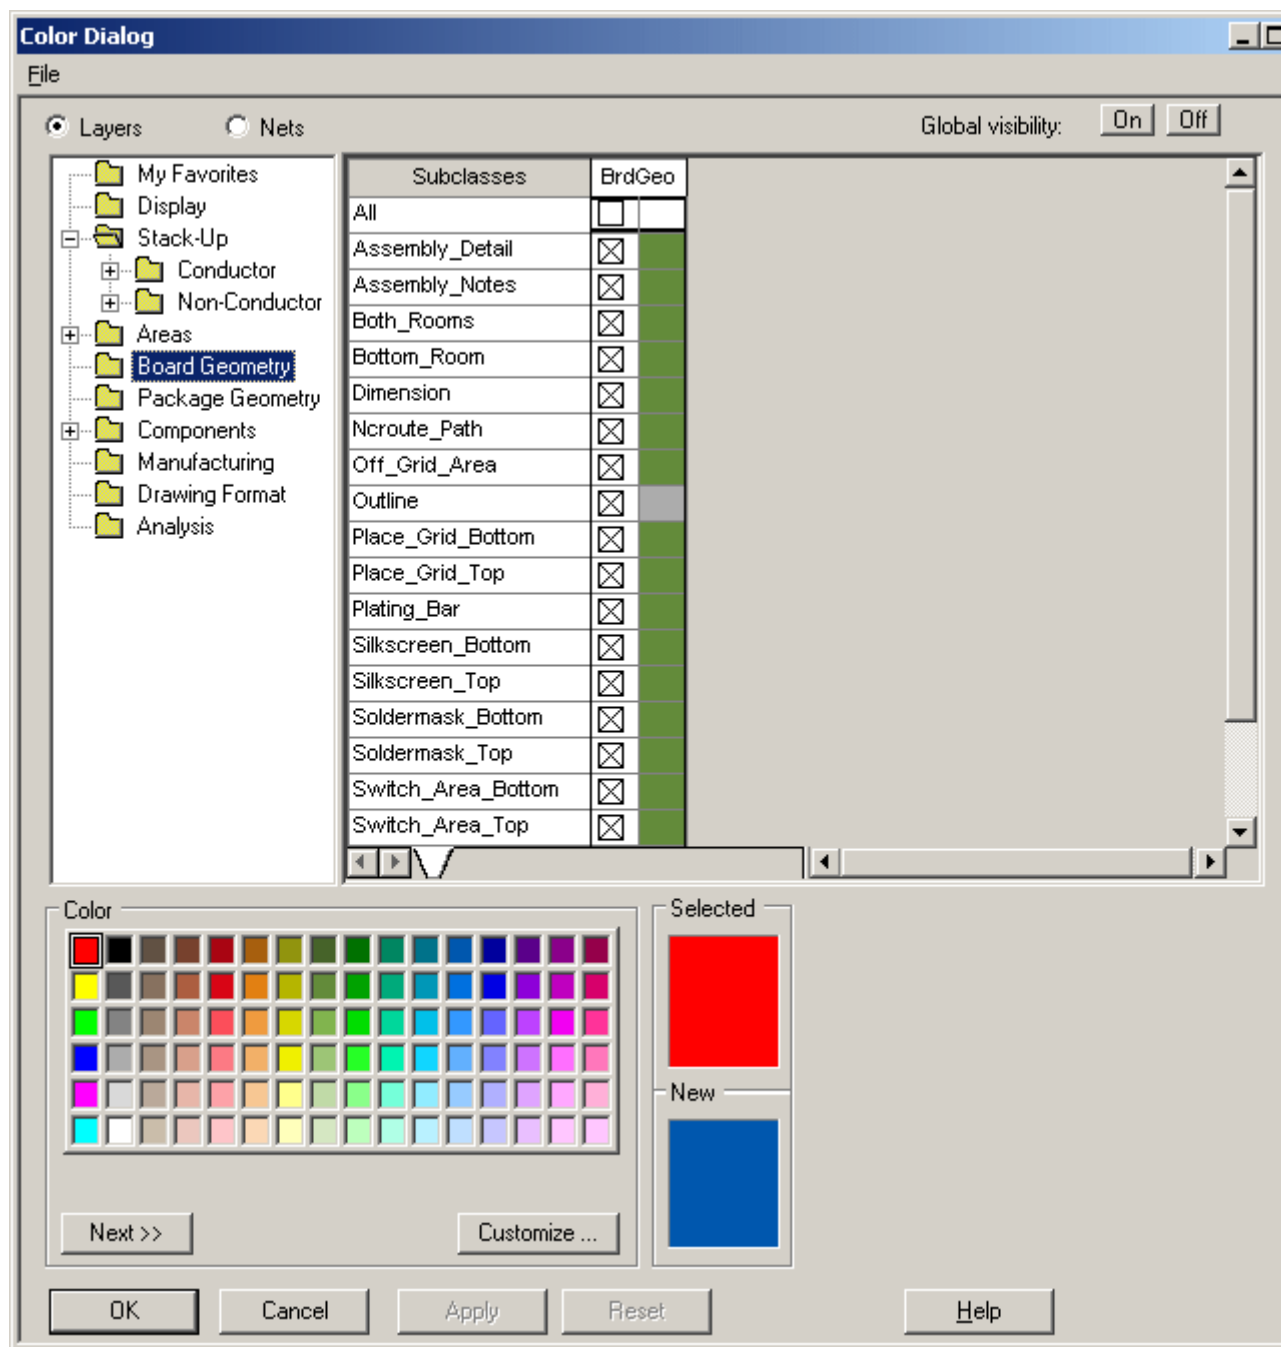 Color Dialog
File
Layers
Nets
Global visibility:
On
Off
My Favorites
Display
Stack-Up
Conductor
Non-Conductor
Areas
Board Geometry
Package Geometry
Components
Manufacturing
Drawing Format
Analysis
Subclasses
BrdGeo
All
Assembly_Detail
Assembly_Notes
Both_Rooms
Bottom_Room
Dimension
Ncroute_Path
Off_Grid_Area
Outline
Place_Grid_Bottom
Place_Grid_Top
Plating_Bar
Silkscreen_Bottom
Silkscreen_Top
Soldermask_Bottom
Soldermask_Top
Switch_Area_Bottom
Switch_Area_Top
Color
Selected
New
Next >>
Customize ...
OK
Cancel
Apply
Reset
Help